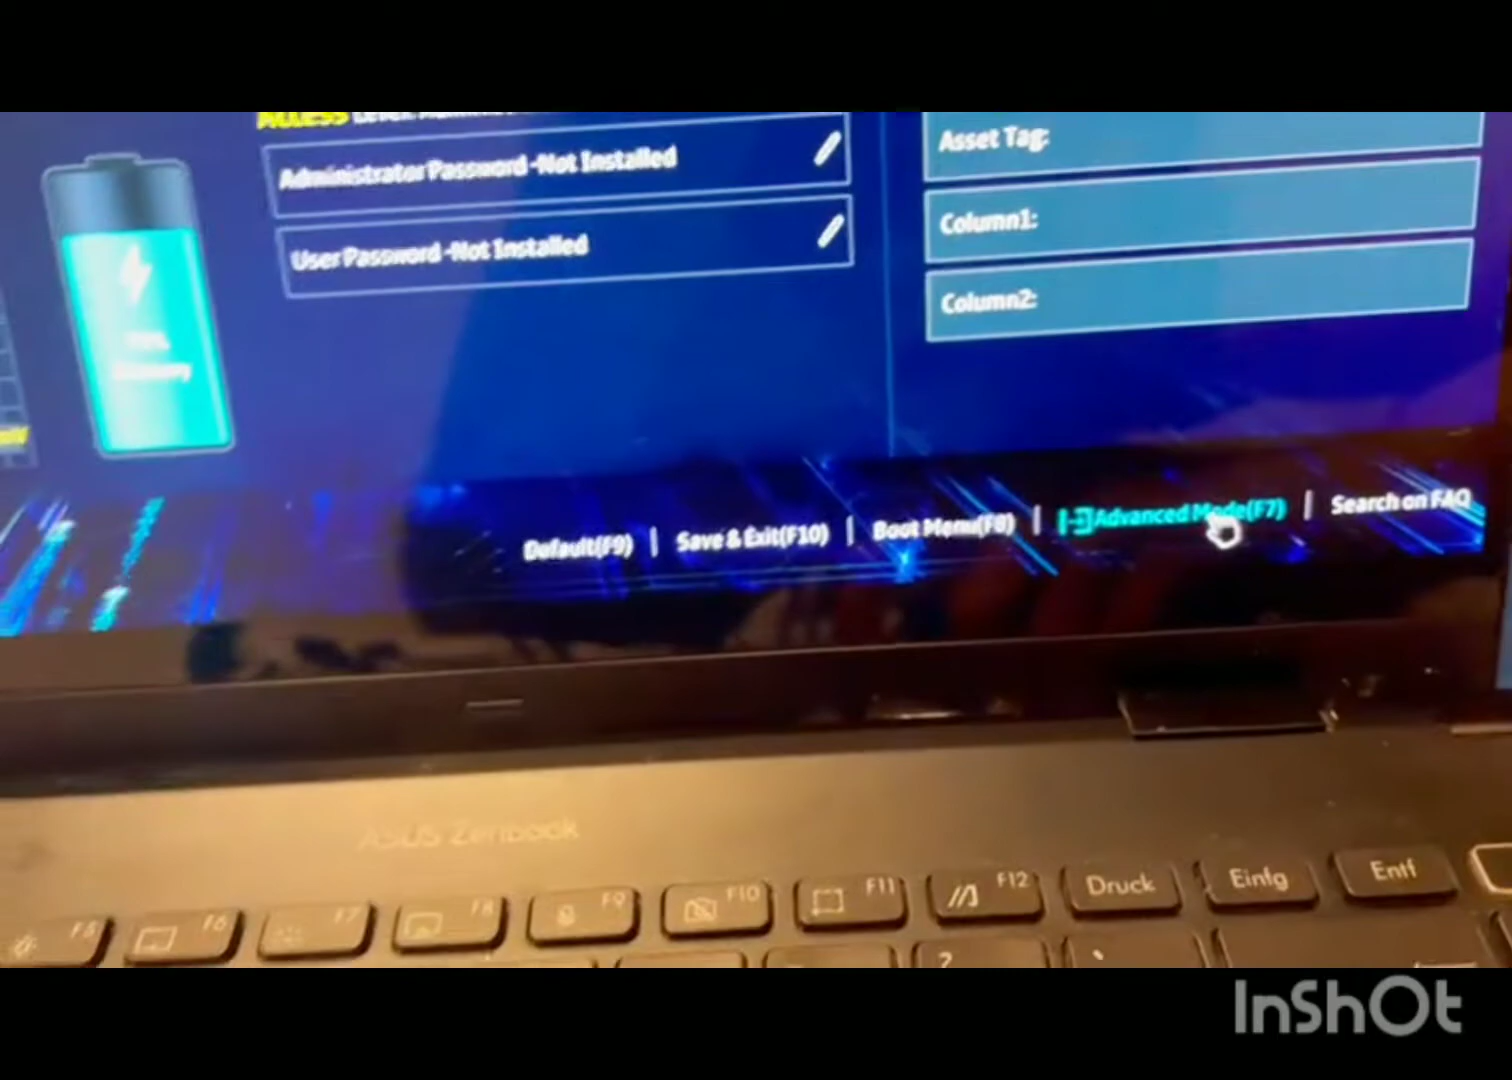 Access Level:
Administrator Password -Not Installed
User Password -Not Installed
Asset Tag:
Column1:
Column2:
Default(F9) | Save & Exit(F10) | Boot Menu(F8) | Advanced Mode(F7) | Search on FAQ
ASUS Zenbook
F5 F6 F7 F8 F9 F10 F11 F12 Druck Einfg Entf
?
InShOt